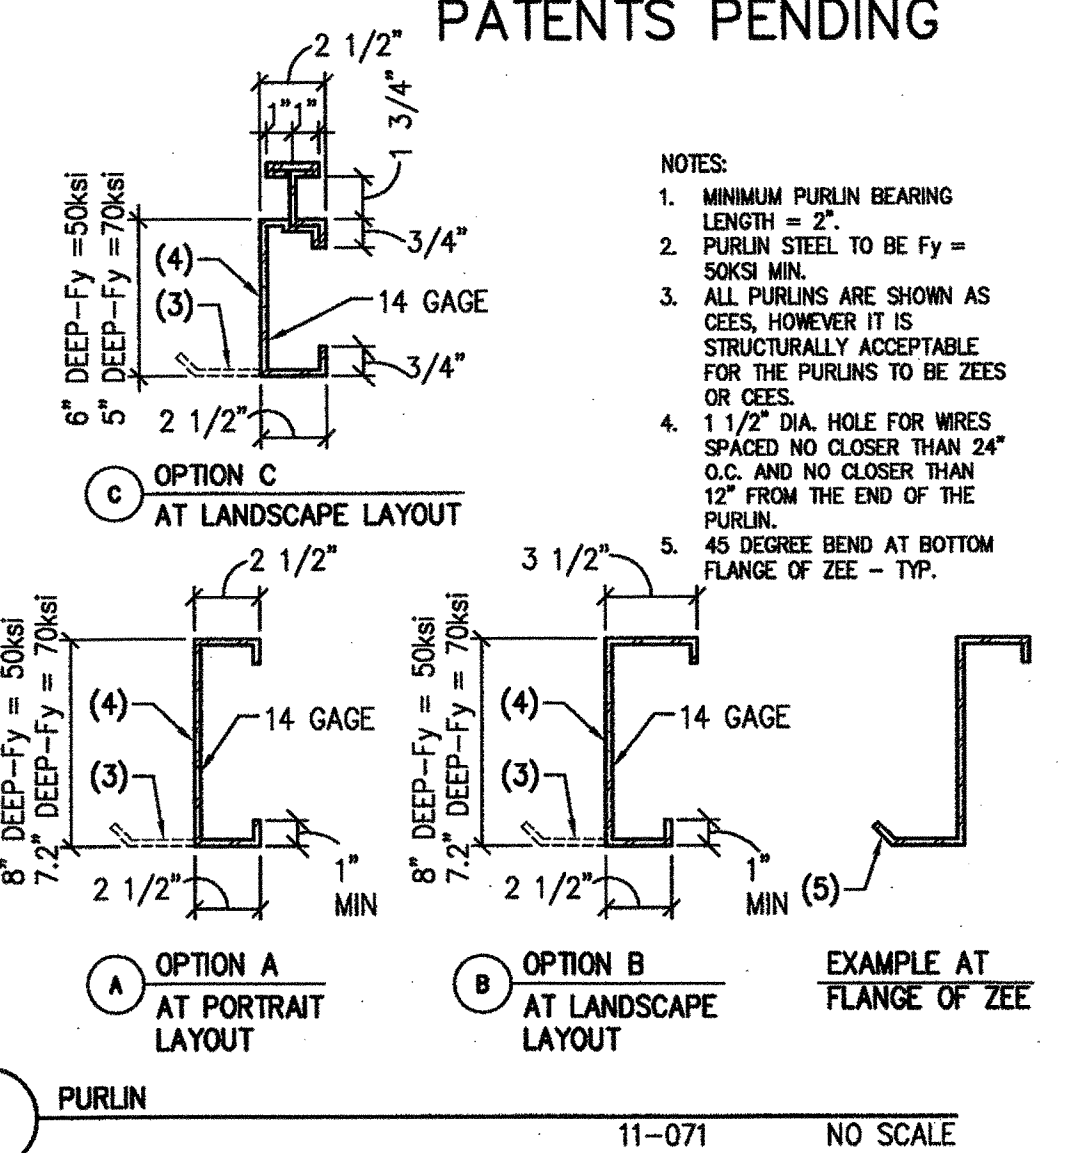 PATENTS PENDING
2 1/2"
1" 1"
1 3/4"
6" DEEP-Fy =50ksi
5" DEEP-Fy =70ksi
(4)
3/4"
(3)
14 GAGE
3/4"
2 1/2"
C
OPTION C
AT LANDSCAPE LAYOUT
NOTES:
1. MINIMUM PURLIN BEARING
LENGTH = 2".
2. PURLIN STEEL TO BE Fy =
50KSI MIN.
3. ALL PURLINS ARE SHOWN AS
CEES, HOWEVER IT IS
STRUCTURALLY ACCEPTABLE
FOR THE PURLINS TO BE ZEES
OR CEES.
4. 1 1/2" DIA. HOLE FOR WIRES
SPACED NO CLOSER THAN 24"
O.C. AND NO CLOSER THAN
12" FROM THE END OF THE
PURLIN.
5. 45 DEGREE BEND AT BOTTOM
FLANGE OF ZEE - TYP.
2 1/2"
8" DEEP-Fy = 50ksi
7.2" DEEP-Fy = 70ksi
(4)
14 GAGE
(3)
1"
MIN
2 1/2"
A
OPTION A
AT PORTRAIT
LAYOUT
3 1/2"
8" DEEP-Fy = 50ksi
7.2" DEEP-Fy = 70ksi
(4)
14 GAGE
(3)
1"
MIN
2 1/2"
B
OPTION B
AT LANDSCAPE
LAYOUT
(5)
EXAMPLE AT
FLANGE OF ZEE
PURLIN
11-071
NO SCALE